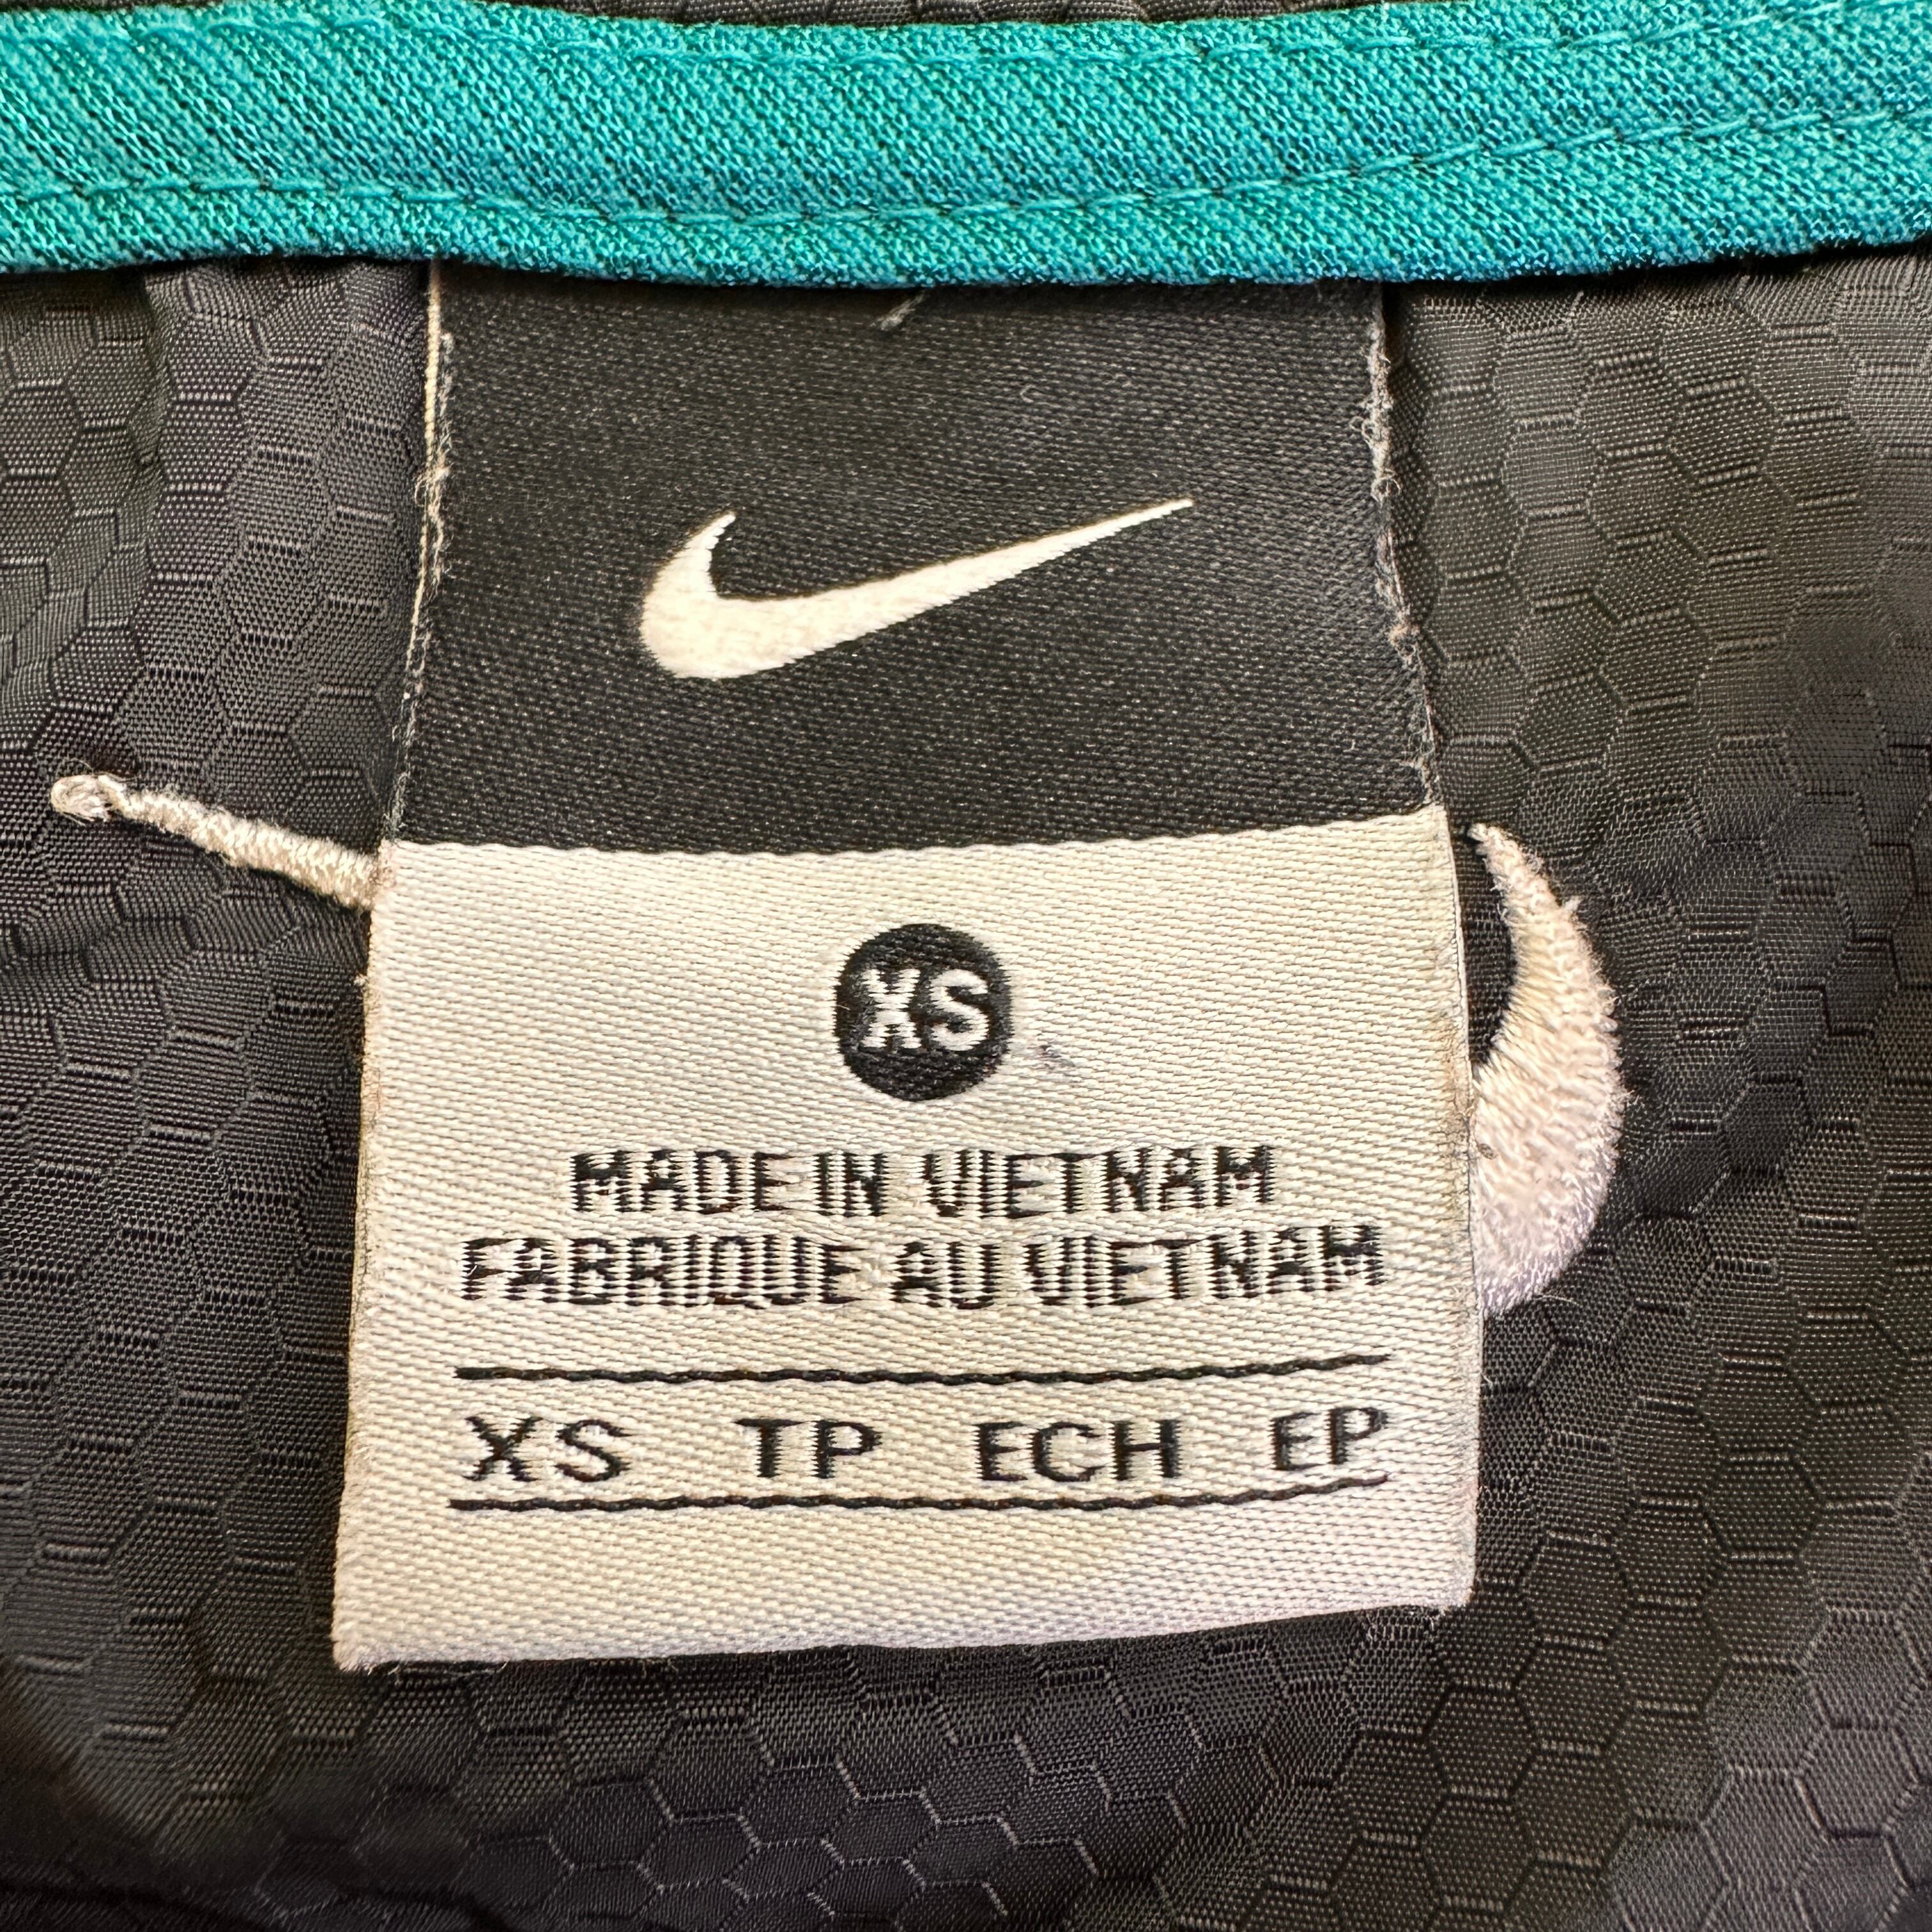 XS
MADE IN VIETNAM
FABRIQUE AU VIETNAM
XS TP ECH EP